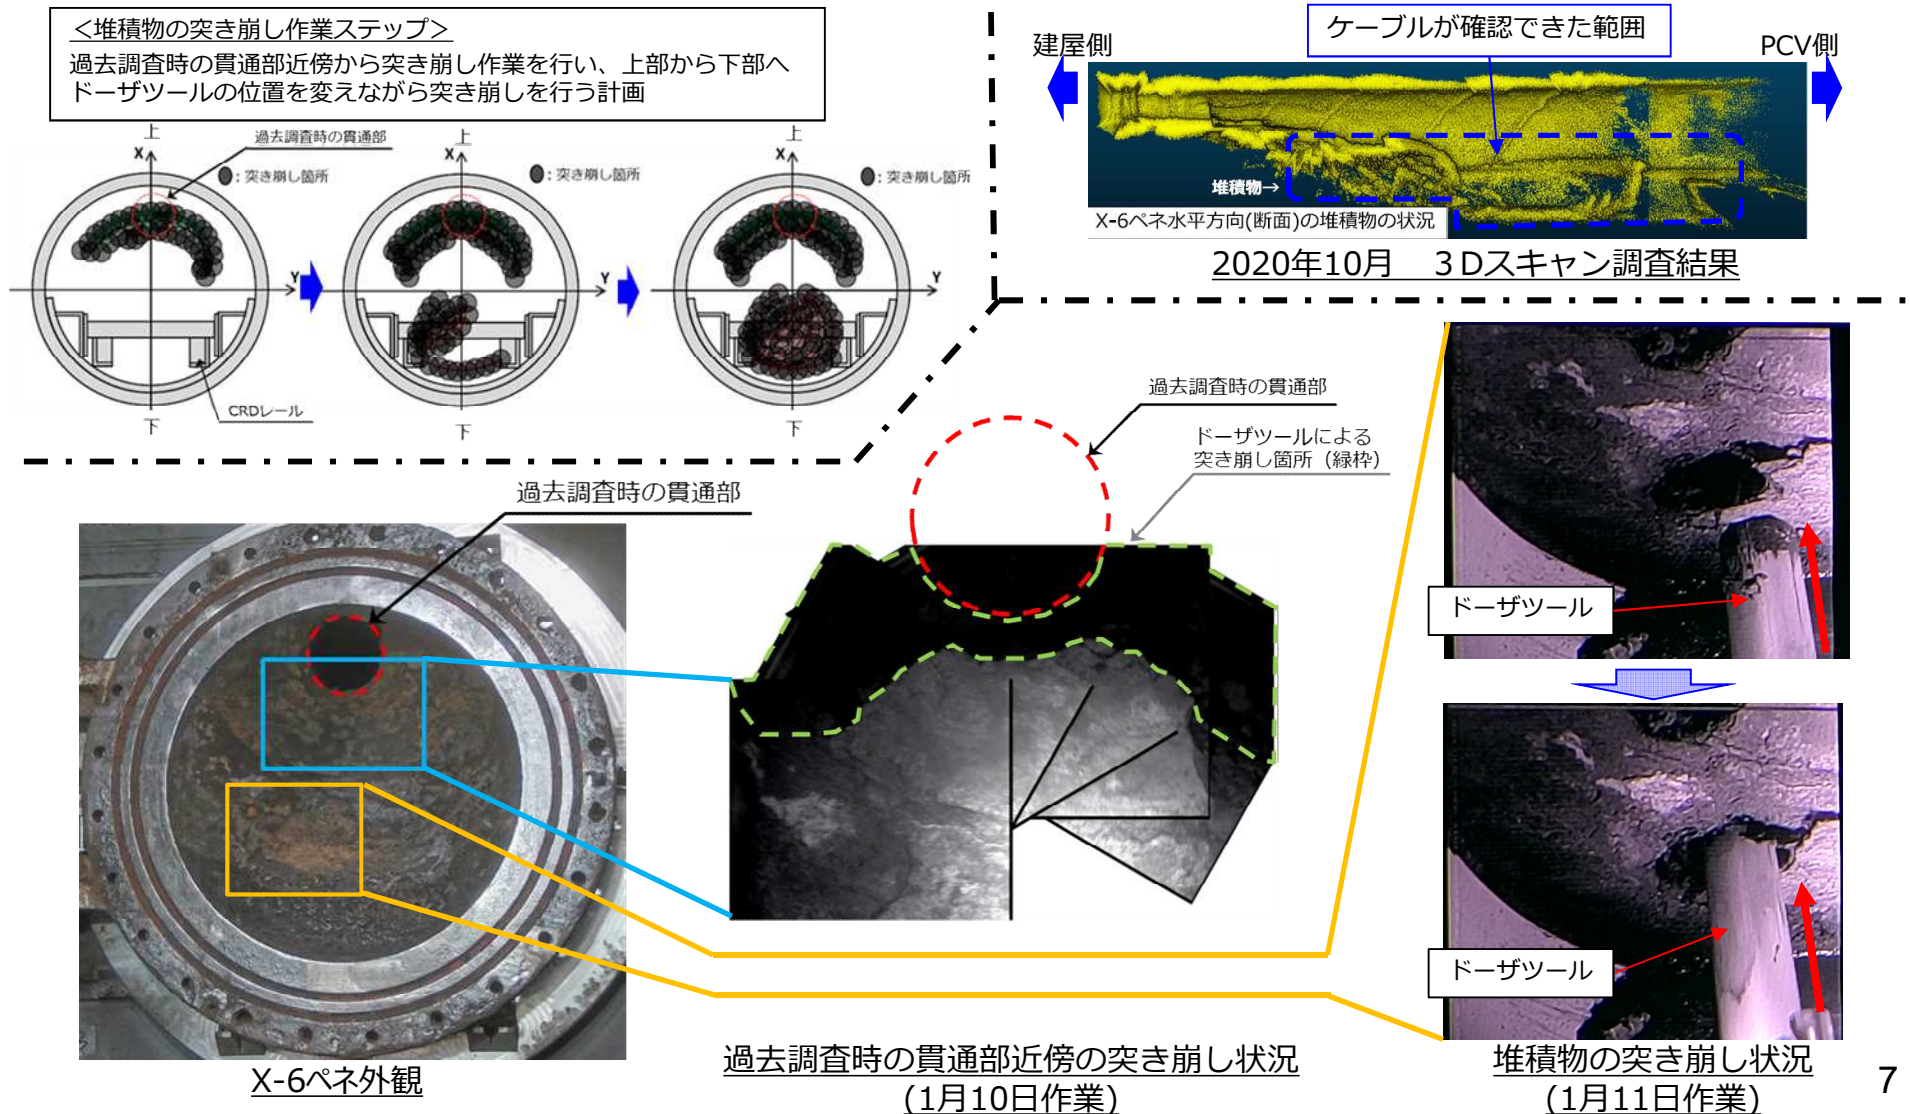 ＜堆積物の突き崩し作業ステップ＞
過去調査時の貫通部近傍から突き崩し作業を行い、上部から下部へ
ドーザツールの位置を変えながら突き崩しを行う計画
上
X
過去調査時の貫通部
●: 突き崩し箇所
Y
CRDレール
下
上
X
●: 突き崩し箇所
Y
下
上
X
●: 突き崩し箇所
Y
下
ケーブルが確認できた範囲
建屋側
PCV側
堆積物→
X-6ペネ水平方向(断面)の堆積物の状況
2020年10月　３Dスキャン調査結果
過去調査時の貫通部
X-6ペネ外観
過去調査時の貫通部
ドーザツールによる
突き崩し箇所（緑枠）
過去調査時の貫通部近傍の突き崩し状況
(1月10日作業)
ドーザツール
ドーザツール
堆積物の突き崩し状況
(1月11日作業)
7